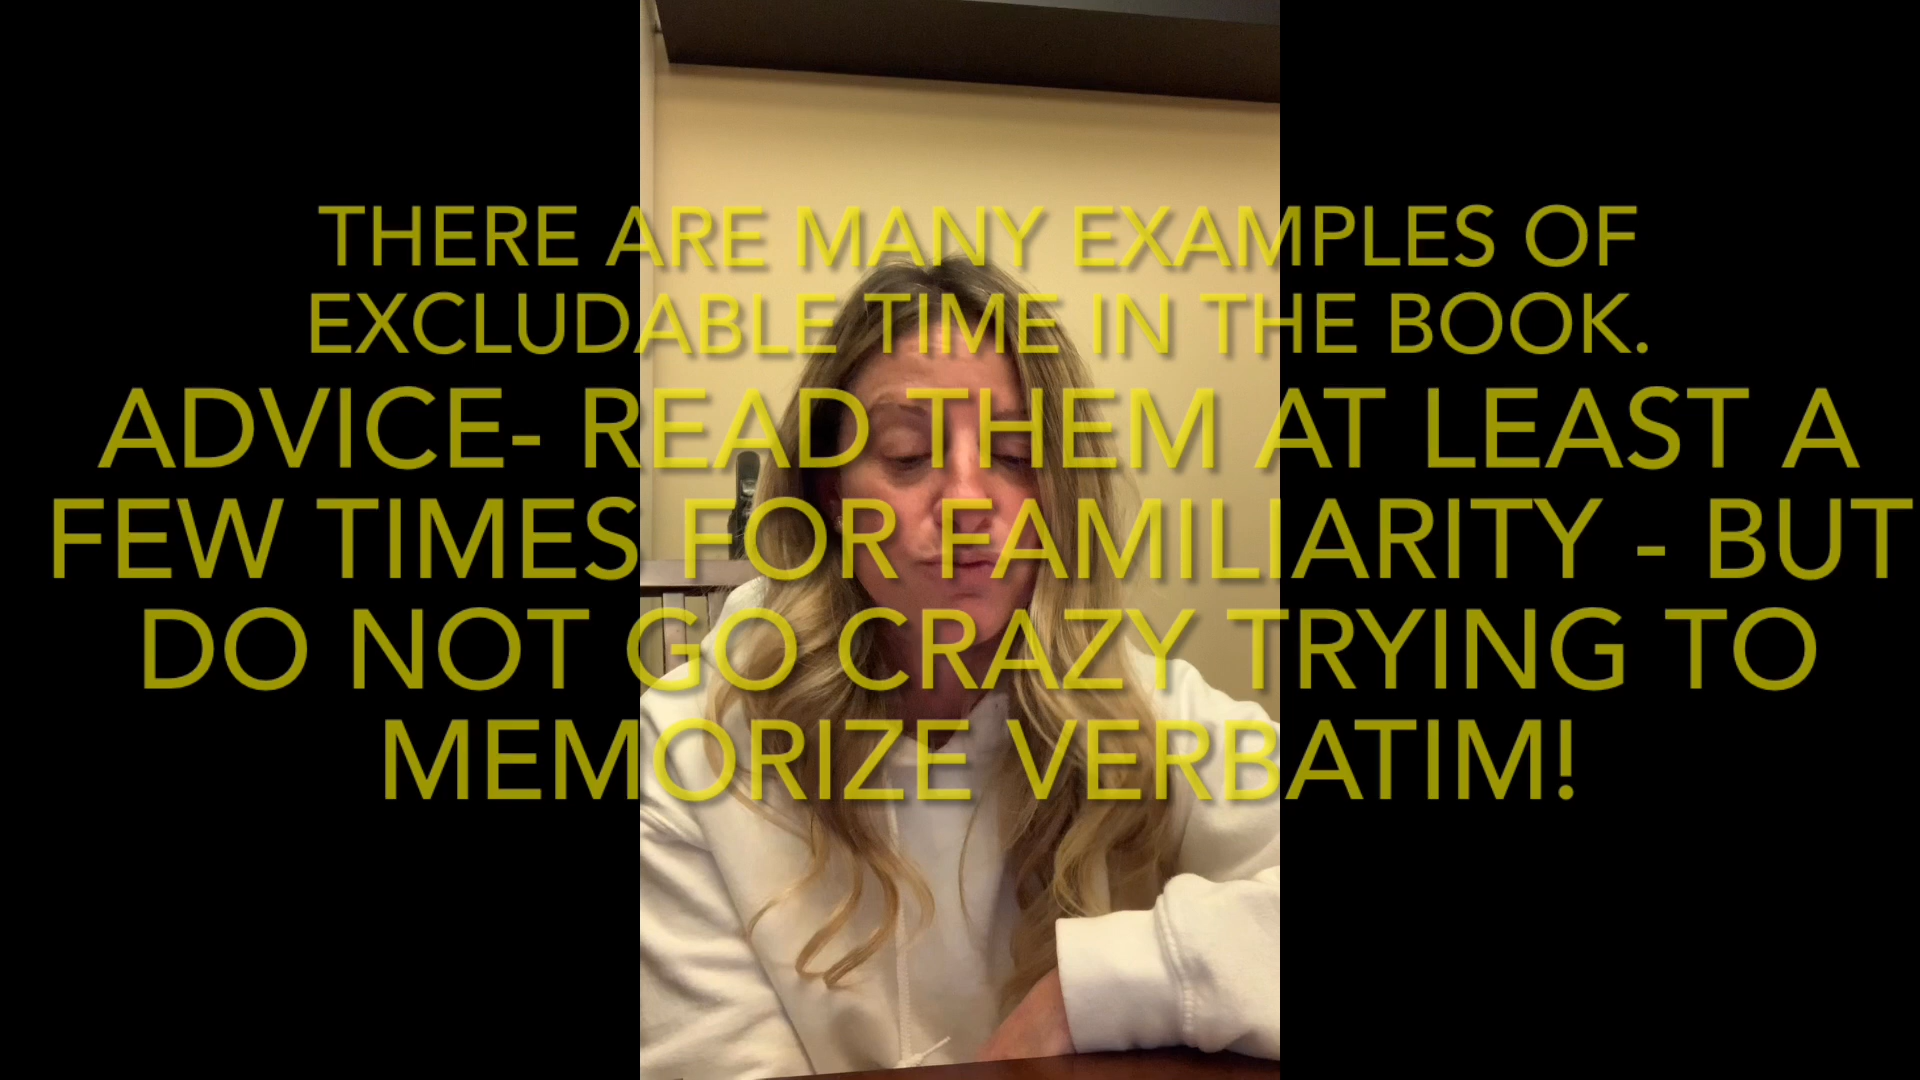 THERE ARE MANY EXAMPLES OF
EXCLUDABLE TIME IN THE BOOK.
ADVICE- READ THEM AT LEAST A
FEW TIMES FOR FAMILIARITY - BUT
DO NOT GO CRAZY TRYING TO
MEMORIZE VERBATIM!